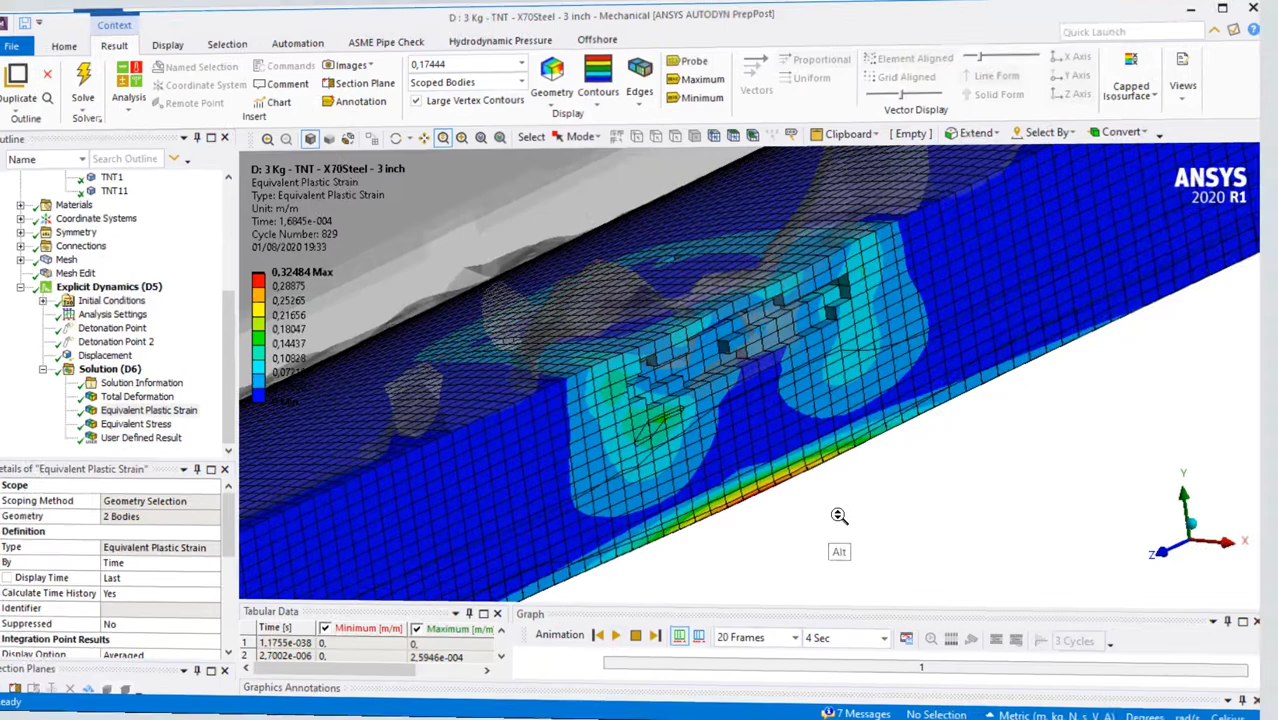 D : 3 Kg - TNT - X70Steel - 3 inch - Mechanical [ANSYS AUTODYN PrepPost]
Context
File
Home
Result
Display
Selection
Automation
ASME Pipe Check
Hydrodynamic Pressure
Offshore
Quick Launch
Duplicate
Outline
Solve
Solver
Analysis
Named Selection
Coordinate System
Remote Point
Commands
Comment
Chart
Images
Section Plane
Annotation
Insert
0,17444
Scoped Bodies
Large Vertex Contours
Geometry
Contours
Edges
Display
Probe
Maximum
Minimum
Vectors
Proportional
Uniform
Element Aligned
Grid Aligned
Line Form
Solid Form
X Axis
Y Axis
Z Axis
Vector Display
Capped
Isosurface
Views
Outline
Select
Mode
Clipboard
[ Empty ]
Extend
Select By
Convert
Name
Search Outline
TNT1
TNT11
Materials
Coordinate Systems
Symmetry
Connections
Mesh
Mesh Edit
Explicit Dynamics (D5)
Initial Conditions
Analysis Settings
Detonation Point
Detonation Point 2
Displacement
Solution (D6)
Solution Information
Total Deformation
Equivalent Plastic Strain
Equivalent Stress
User Defined Result
D: 3 Kg - TNT - X70Steel - 3 inch
Equivalent Plastic Strain
Type: Equivalent Plastic Strain
Unit: m/m
Time: 1,6845e-004
Cycle Number: 829
01/08/2020 19:33
0,32484 Max
0,28875
0,25265
0,21656
0,18047
0,14437
0,10828
ANSYS
2020 R1
Alt
Y
X
Z
etails of "Equivalent Plastic Strain"
Scope
Scoping Method
Geometry Selection
Geometry
2 Bodies
Definition
Type
Equivalent Plastic Strain
By
Time
Display Time
Last
Calculate Time History
Yes
Identifier
Suppressed
No
Integration Point Results
Display Option
Averaged
ection Planes
Tabular Data
Time [s]
Minimum [m/m]
Maximum [m/m
1
1,1755e-038
0,
0,
2
2,7002e-006
0,
2,5946e-004
Graph
Animation
20 Frames
4 Sec
3 Cycles
1
Graphics Annotations
eady
7 Messages
No Selection
Metric (m, kg, N, s, V, A)
Degrees
rad/s
Celsius